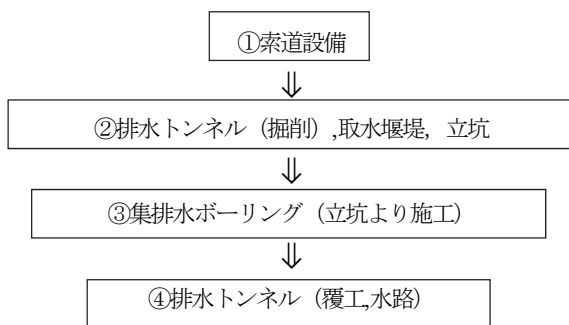 ①索道設備
⇓
②排水トンネル（掘削）,取水堰堤， 立坑
⇓
③集排水ボーリング（立坑より施工）
⇓
④排水トンネル（覆工,水路）